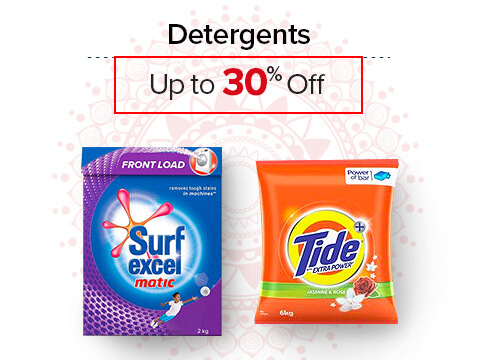 Detergents
Up to 30% Off
FRONT LOAD
removes tough stains
in machines**
Surf
excel
matic
2 kg
Power
of bar
Tide
EXTRA POWER
JASMINE & ROSE
6kg